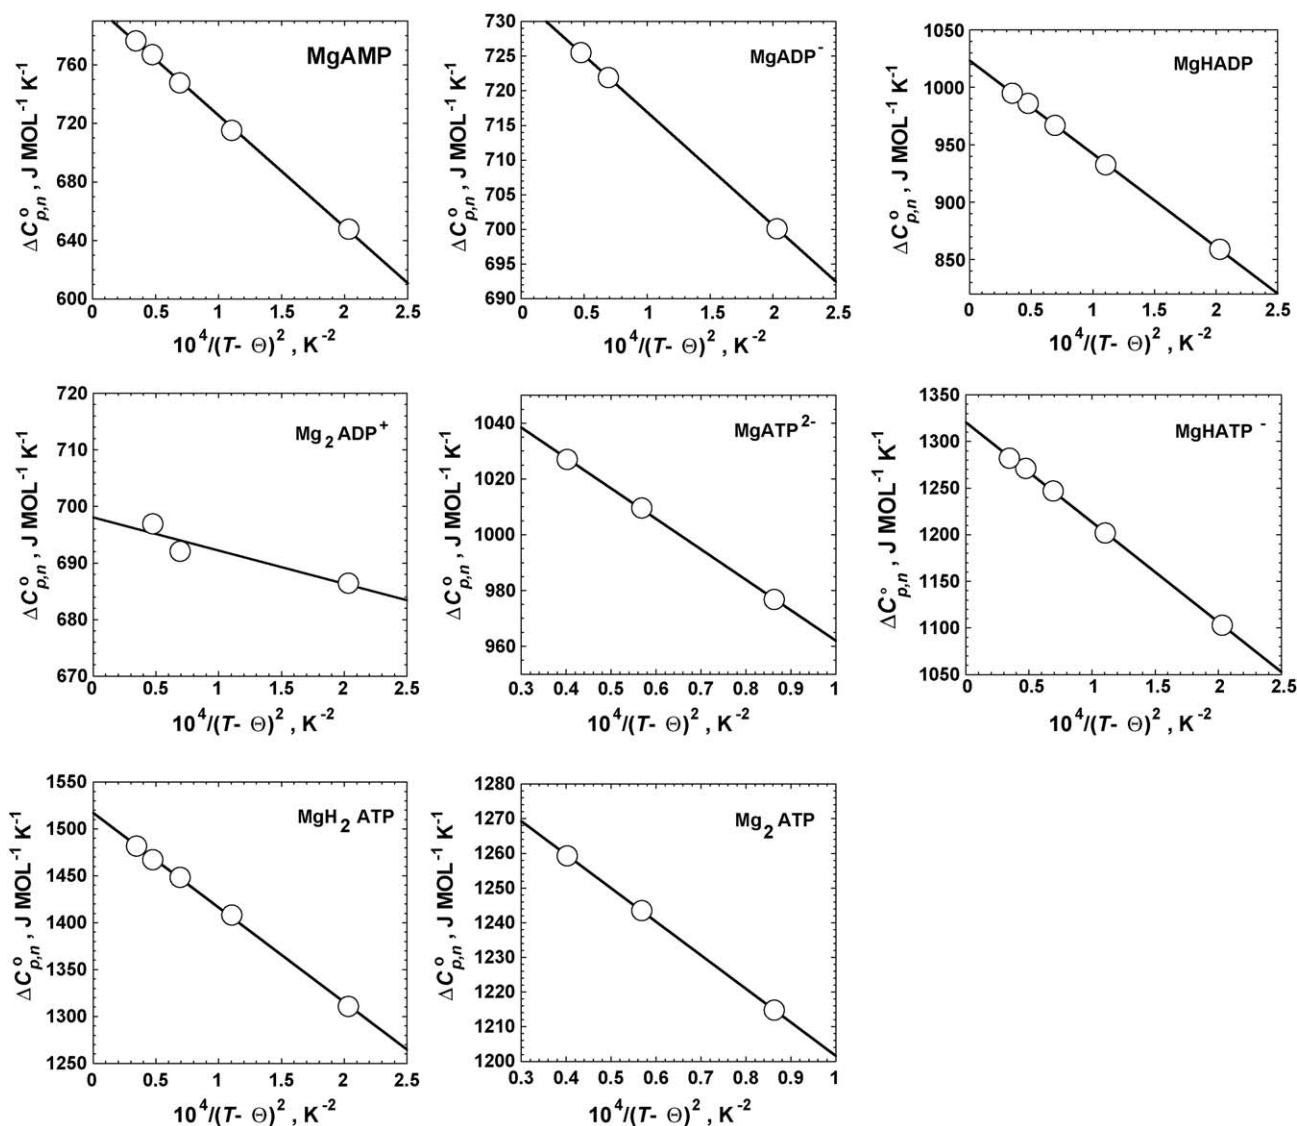 MgAMP
760
720
680
640
600
0 0.5 1 1.5 2 2.5
ΔC°p,n , J MOL⁻¹ K⁻¹
10⁴/(T- Θ)² , K⁻²
MgADP⁻
730
725
720
715
710
705
700
695
690
0 0.5 1 1.5 2 2.5
ΔC°p,n , J MOL⁻¹ K⁻¹
10⁴/(T- Θ)² , K⁻²
MgHADP
1050
1000
950
900
850
0 0.5 1 1.5 2 2.5
ΔC°p,n , J MOL⁻¹ K⁻¹
10⁴/(T- Θ)² , K⁻²
Mg₂ADP⁺
720
710
700
690
680
670
0 0.5 1 1.5 2 2.5
ΔC°p,n , J MOL⁻¹ K⁻¹
10⁴/(T- Θ)² , K⁻²
MgATP²⁻
1040
1020
1000
980
960
0.3 0.4 0.5 0.6 0.7 0.8 0.9 1
ΔC°p,n , J MOL⁻¹ K⁻¹
10⁴/(T- Θ)² , K⁻²
MgHATP⁻
1350
1300
1250
1200
1150
1100
1050
0 0.5 1 1.5 2 2.5
ΔC°p,n , J MOL⁻¹ K⁻¹
10⁴/(T- Θ)² , K⁻²
MgH₂ATP
1550
1500
1450
1400
1350
1300
1250
0 0.5 1 1.5 2 2.5
ΔC°p,n , J MOL⁻¹ K⁻¹
10⁴/(T- Θ)² , K⁻²
Mg₂ATP
1280
1270
1260
1250
1240
1230
1220
1210
1200
0.3 0.4 0.5 0.6 0.7 0.8 0.9 1
ΔC°p,n , J MOL⁻¹ K⁻¹
10⁴/(T- Θ)² , K⁻²